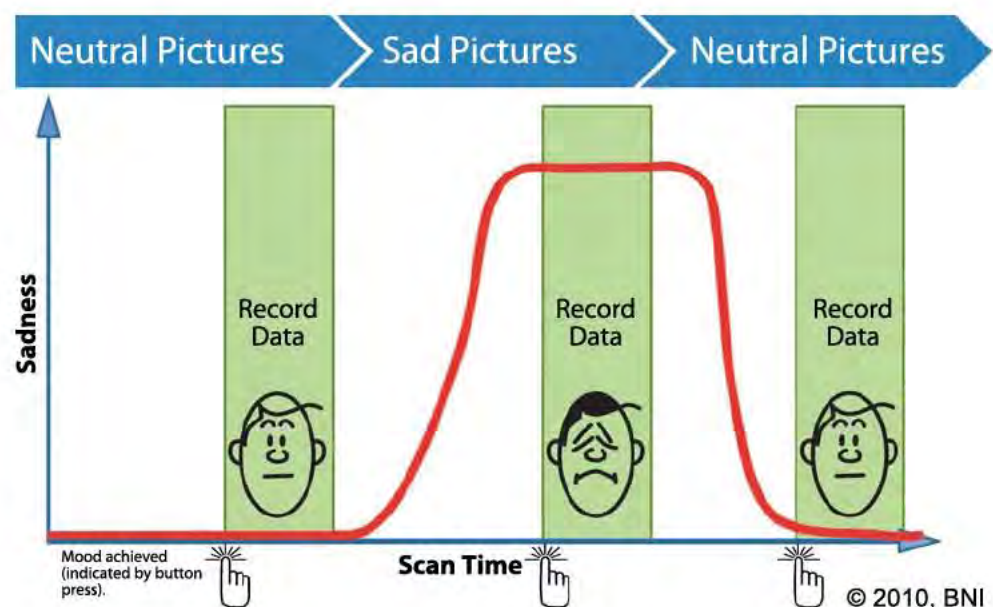 Neutral Pictures
Sad Pictures
Neutral Pictures
Sadness
Record
Data
Record
Data
Record
Data
Mood achieved
(indicated by button
press).
Scan Time
© 2010, BNI